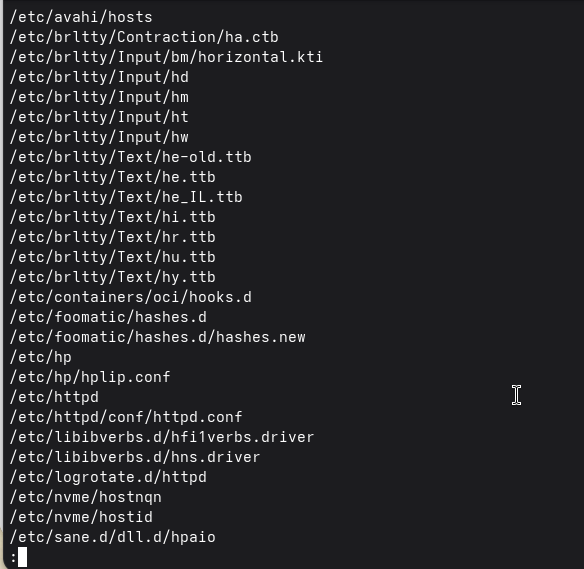 /etc/avahi/hosts
/etc/brltty/Contraction/ha.ctb
/etc/brltty/Input/bm/horizontal.kti
/etc/brltty/Input/hd
/etc/brltty/Input/hm
/etc/brltty/Input/ht
/etc/brltty/Input/hw
/etc/brltty/Text/he-old.ttb
/etc/brltty/Text/he.ttb
/etc/brltty/Text/he_IL.ttb
/etc/brltty/Text/hi.ttb
/etc/brltty/Text/hr.ttb
/etc/brltty/Text/hu.ttb
/etc/brltty/Text/hy.ttb
/etc/containers/oci/hooks.d
/etc/foomatic/hashes.d
/etc/foomatic/hashes.d/hashes.new
/etc/hp
/etc/hp/hplip.conf
/etc/httpd
/etc/httpd/conf/httpd.conf
/etc/libibverbs.d/hfi1verbs.driver
/etc/libibverbs.d/hns.driver
/etc/logrotate.d/httpd
/etc/nvme/hostnqn
/etc/nvme/hostid
/etc/sane.d/dll.d/hpaio
: